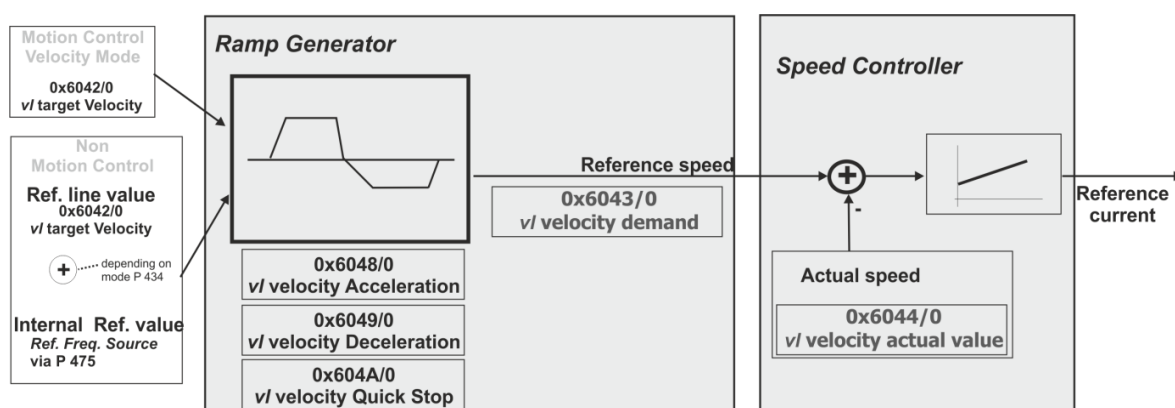 Motion Control
Velocity Mode
0x6042/0
vl target Velocity
Non
Motion Control
Ref. line value
0x6042/0
vl target Velocity
+
depending on
mode P 434
Internal Ref. value
Ref. Freq. Source
via P 475
Ramp Generator
0x6048/0
vl velocity Acceleration
0x6049/0
vl velocity Deceleration
0x604A/0
vl velocity Quick Stop
Reference speed
0x6043/0
vl velocity demand
Speed Controller
+
-
Actual speed
0x6044/0
vl velocity actual value
Reference
current